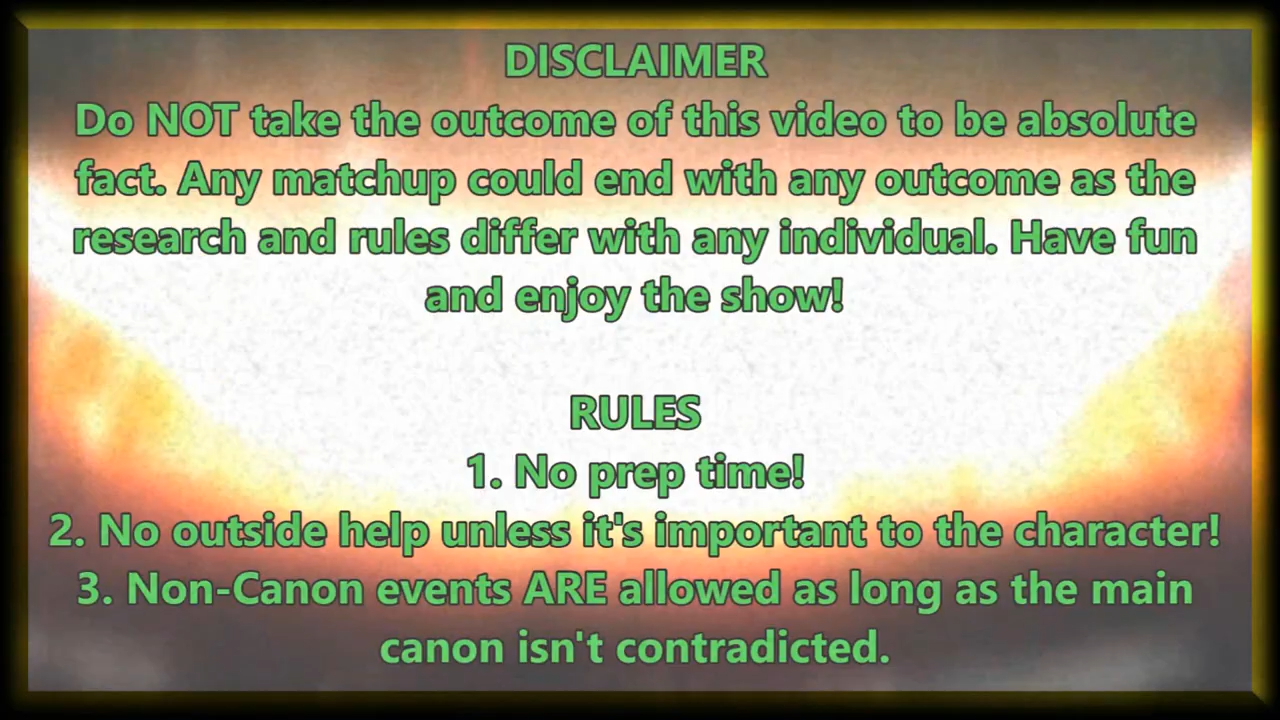 DISCLAIMER
Do NOT take the outcome of this video to be absolute
fact. Any matchup could end with any outcome as the
research and rules differ with any individual. Have fun
and enjoy the show!
RULES
1. No prep time!
2. No outside help unless it's important to the character!
3. Non-Canon events ARE allowed as long as the main
canon isn't contradicted.